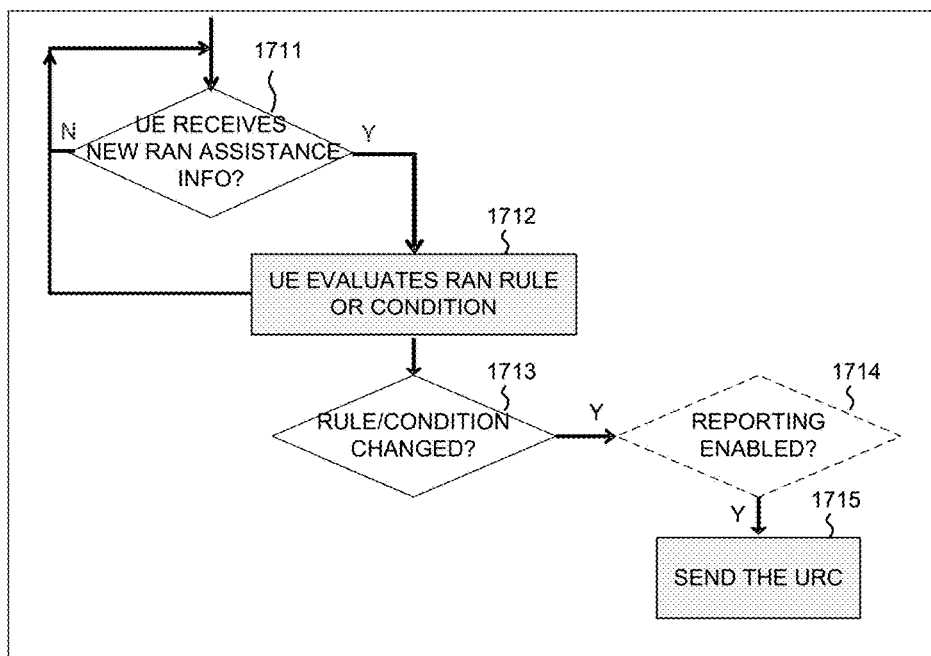 1711
UE RECEIVES
NEW RAN ASSISTANCE
INFO?
N
Y
1712
UE EVALUATES RAN RULE
OR CONDITION
1713
RULE/CONDITION
CHANGED?
Y
1714
REPORTING
ENABLED?
Y
1715
SEND THE URC